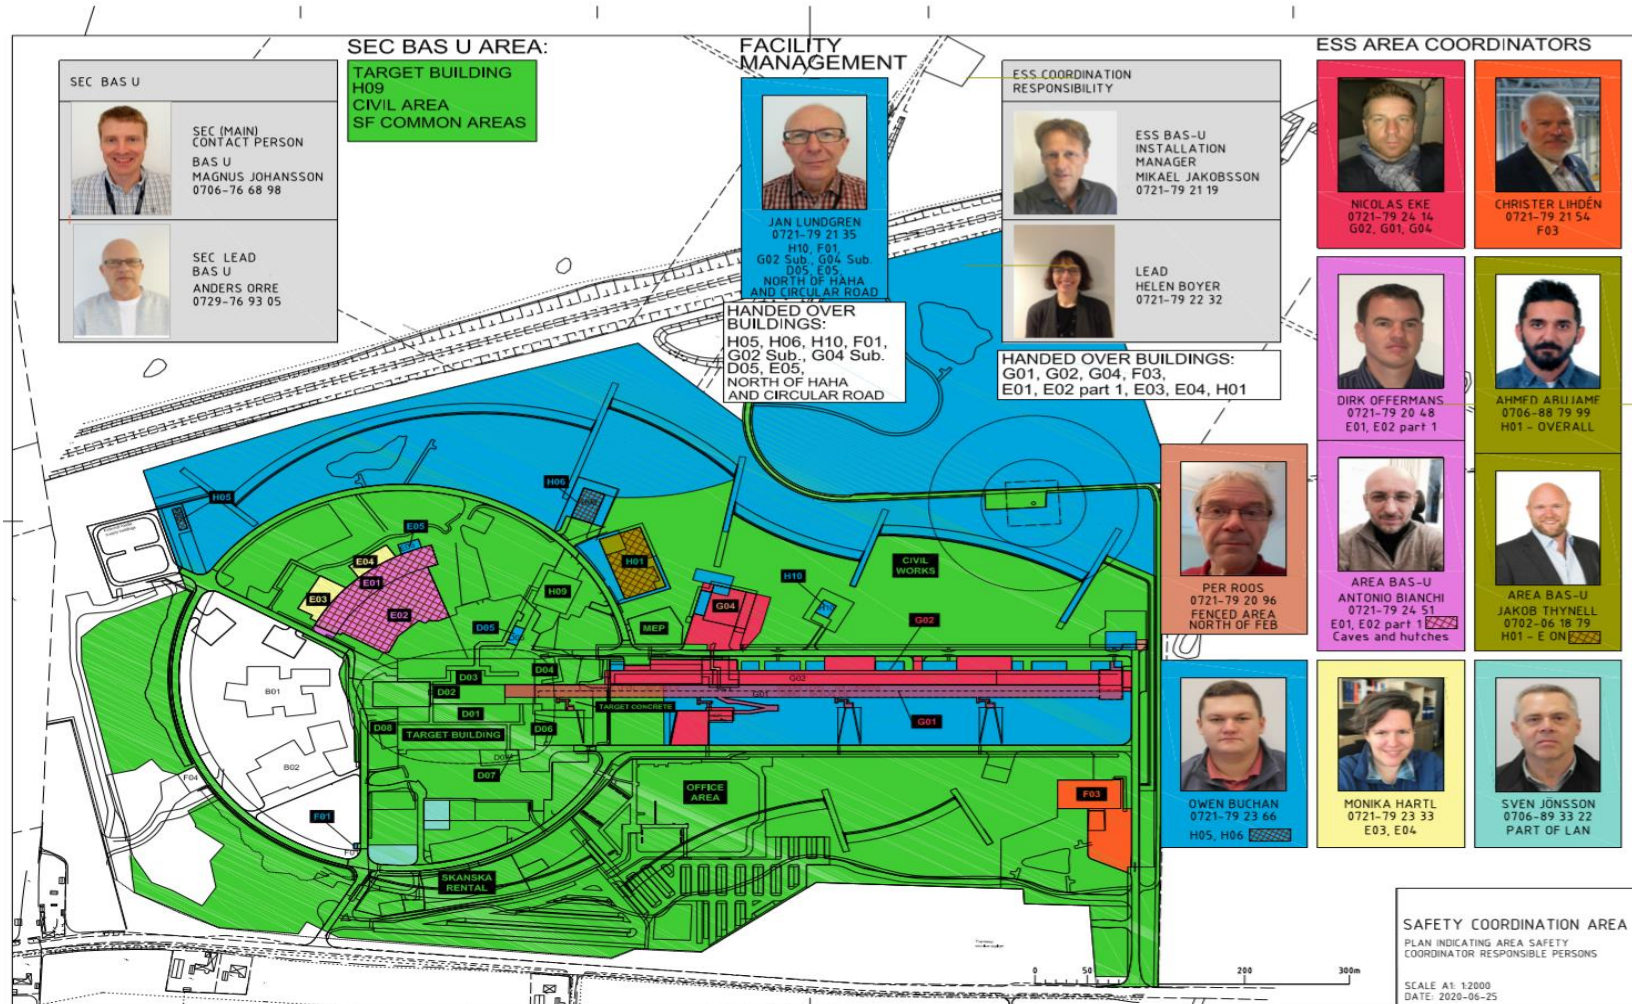 SEC BAS U AREA:
TARGET BUILDING
H09
CIVIL AREA
SF COMMON AREAS
SEC BAS U
SEC (MAIN)
CONTACT PERSON
BAS U
MAGNUS JOHANSSON
0706-76 68 98
SEC LEAD
BAS U
ANDERS ORRE
0729-76 93 05
FACILITY
MANAGEMENT
JAN LUNDGREN
0721-79 21 35
H10, F01,
G02 Sub., G04 Sub.
D05, E05,
NORTH OF HAHA
AND CIRCULAR ROAD
HANDED OVER
BUILDINGS:
H05, H06, H10, F01,
G02 Sub., G04 Sub.
D05, E05,
NORTH OF HAHA
AND CIRCULAR ROAD
ESS COORDINATION
RESPONSIBILITY
ESS BAS-U
INSTALLATION
MANAGER
MIKAEL JAKOBSSON
0721-79 21 19
LEAD
HELEN BOYER
0721-79 22 32
HANDED OVER BUILDINGS:
G01, G02, G04, F03,
E01, E02 part 1, E03, E04, H01
ESS AREA COORDINATORS
NICOLAS EKE
0721-79 24 14
G02, G01, G04
CHRISTER LIHDÉN
0721-79 21 54
F03
DIRK OFFERMANS
0721-79 20 48
E01, E02 part 1
AHMED ABUJAME
0706-88 79 99
H01 - OVERALL
PER ROOS
0721-79 20 96
FENCED AREA
NORTH OF FEB
AREA BAS-U
ANTONIO BIANCHI
0721-79 24 51
E01, E02 part 1
Caves and hutches
AREA BAS-U
JAKOB THYNELL
0702-06 18 79
H01 - E ON
OWEN BUCHAN
0721-79 23 66
H05, H06
MONIKA HARTL
0721-79 23 33
E03, E04
SVEN JÖNSSON
0706-89 33 22
PART OF LAN
H05
H06
E05
E04
E01
E03
E02
H01
H09
H10
CIVIL
WORKS
G04
G02
D05
MEP
D04
D03
D02
G02
G01
TARGET CONCRETE
G01
D01
D08
TARGET BUILDING
D06
D07
B01
B02
F04
F01
OFFICE
AREA
F03
SKANSKA
RENTAL
0
50
200
300m
SAFETY COORDINATION AREA
PLAN INDICATING AREA SAFETY
COORDINATOR RESPONSIBLE PERSONS
SCALE A1: 1:2000
DATE: 2020-06-25